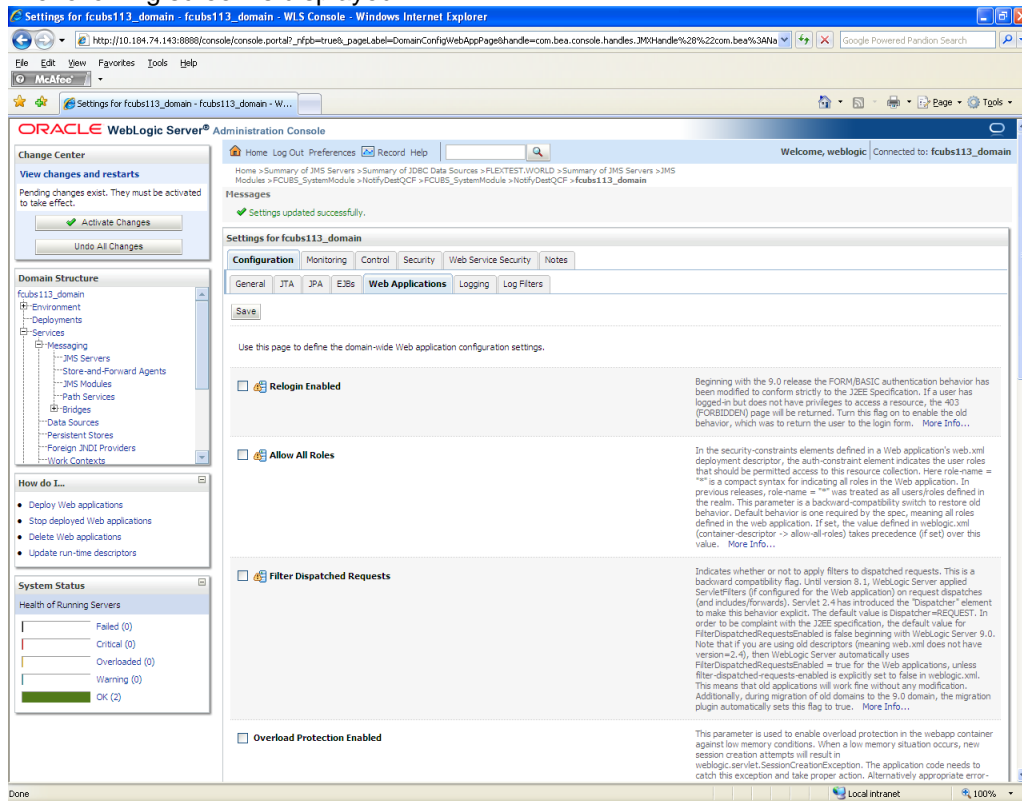 Settings for fcubs113_domain - fcubs113_domain - WLS Console - Windows Internet Explorer
http://10.184.74.143:8888/console/console.portal?_nfpb=true&_pageLabel=DomainConfigWebAppPage&handle=com.bea.console.handles.JMXHandle%28%22com.bea%3ANa
Google Powered Pandion Search
File Edit View Favorites Tools Help
McAfee
Settings for fcubs113_domain - fcubs113_domain - W...
Page Tools
ORACLE WebLogic Server® Administration Console
Change Center
View changes and restarts
Pending changes exist. They must be activated
to take effect.
Activate Changes
Undo All Changes
Domain Structure
fcubs113_domain
Environment
Deployments
Services
Messaging
JMS Servers
Store-and-Forward Agents
JMS Modules
Path Services
Bridges
Data Sources
Persistent Stores
Foreign JNDI Providers
Work Contexts
How do I...
Deploy Web applications
Stop deployed Web applications
Delete Web applications
Update run-time descriptors
System Status
Health of Running Servers
Failed (0)
Critical (0)
Overloaded (0)
Warning (0)
OK (2)
Home Log Out Preferences Record Help
Welcome, weblogic Connected to: fcubs113_domain
Home >Summary of JMS Servers >Summary of JDBC Data Sources >FLEXTEST.WORLD >Summary of JMS Servers >JMS
Modules >FCUBS_SystemModule >NotifyDestQCF >FCUBS_SystemModule >NotifyDestQCF >fcubs113_domain
Messages
Settings updated successfully.
Settings for fcubs113_domain
Configuration Monitoring Control Security Web Service Security Notes
General JTA JPA EJBs Web Applications Logging Log Filters
Save
Use this page to define the domain-wide Web application configuration settings.
Relogin Enabled
Beginning with the 9.0 release the FORM/BASIC authentication behavior has
been modified to conform strictly to the J2EE Specification. If a user has
logged-in but does not have privileges to access a resource, the 403
(FORBIDDEN) page will be returned. Turn this flag on to enable the old
behavior, which was to return the user to the login form. More Info...
Allow All Roles
In the security-constraints elements defined in a Web application's web.xml
deployment descriptor, the auth-constraint element indicates the user roles
that should be permitted access to this resource collection. Here role-name =
"*" is a compact syntax for indicating all roles in the Web application. In
previous releases, role-name = "*" was treated as all users/roles defined in
the realm. This parameter is a backward-compatibility switch to restore old
behavior. Default behavior is one required by the spec, meaning all roles
defined in the web application. If set, the value defined in weblogic.xml
(container-descriptor -> allow-all-roles) takes precedence (if set) over this
value. More Info...
Filter Dispatched Requests
Indicates whether or not to apply filters to dispatched requests. This is a
backward compatibility flag. Until version 8.1, WebLogic Server applied
ServletFilters (if configured for the Web application) on request dispatches
(and includes/forwards). Servlet 2.4 has introduced the "Dispatcher" element
to make this behavior explicit. The default value is Dispatcher=REQUEST. In
order to be complaint with the J2EE specification, the default value for
FilterDispatchedRequestsEnabled is false beginning with WebLogic Server 9.0.
Note that if you are using old descriptors (meaning web.xml does not have
version=2.4), then WebLogic Server automatically uses
FilterDispatchedRequestsEnabled = true for the Web applications, unless
filter-dispatched-requests-enabled is explicitly set to false in weblogic.xml.
This means that old applications will work fine without any modification.
Additionally, during migration of old domains to the 9.0 domain, the migration
plugin automatically sets this flag to true. More Info...
Overload Protection Enabled
This parameter is used to enable overload protection in the webapp container
against low memory conditions. When a low memory situation occurs, new
session creation attempts will result in
weblogic.servlet.SessionCreationException. The application code needs to
catch this exception and take proper action. Alternatively appropriate error-
Done
Local intranet
100%